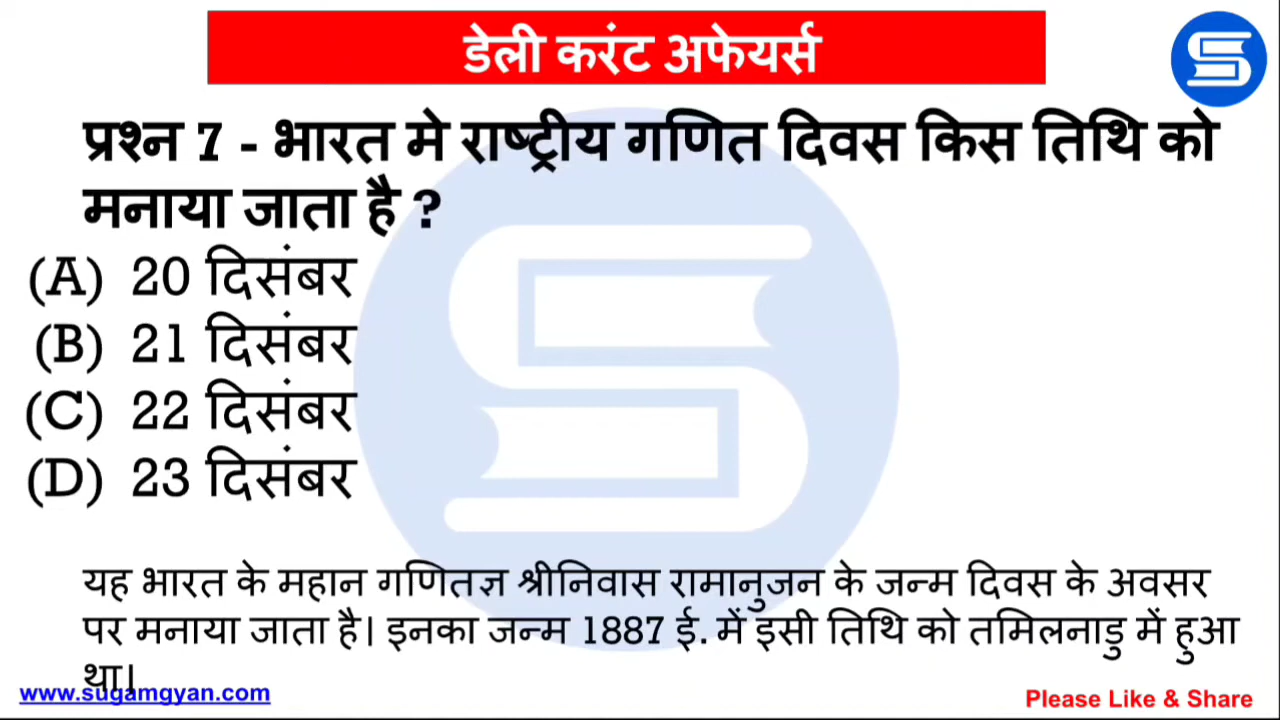 डेली करंट अफेयर्स
प्रश्न 7 - भारत मे राष्ट्रीय गणित दिवस किस तिथि को
मनाया जाता है ?
(A) 20 दिसंबर
(B) 21 दिसंबर
(C) 22 दिसंबर
(D) 23 दिसंबर
यह भारत के महान गणितज्ञ श्रीनिवास रामानुजन के जन्म दिवस के अवसर
पर मनाया जाता है। इनका जन्म 1887 ई. में इसी तिथि को तमिलनाडु में हुआ
था।
www.sugamgyan.com
Please Like & Share